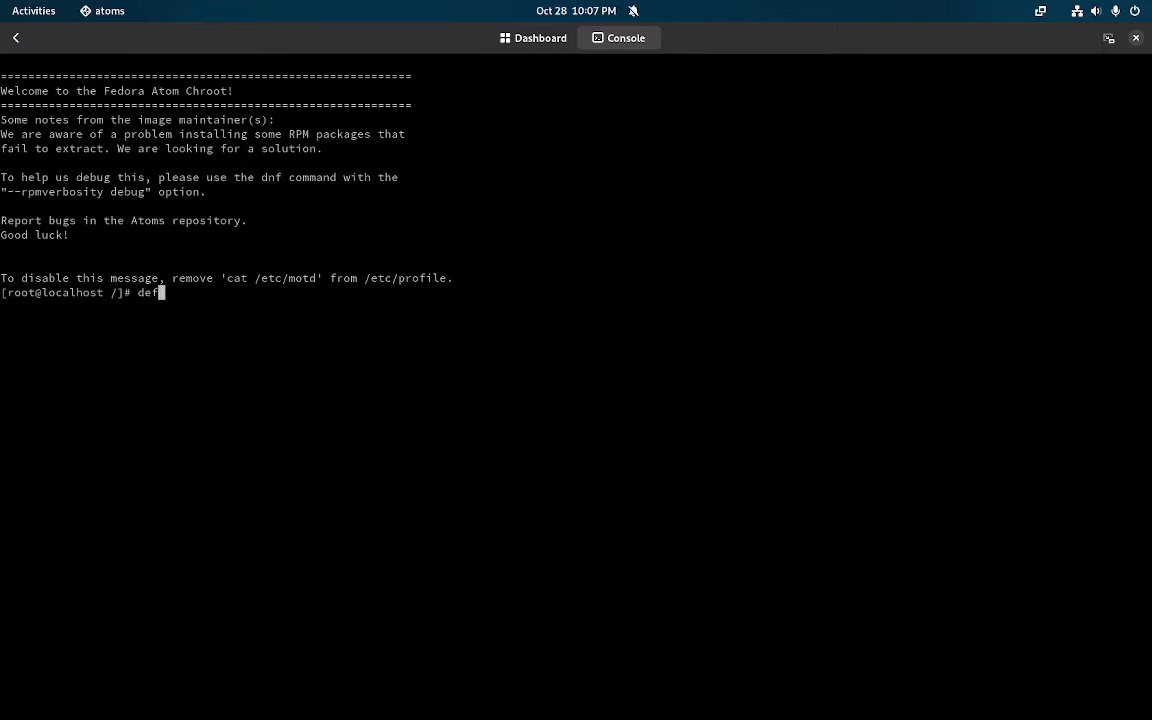 Activities atoms Oct 28 10:07 PM
Dashboard Console
============================================================
Welcome to the Fedora Atom Chroot!
============================================================
Some notes from the image maintainer(s):
We are aware of a problem installing some RPM packages that
fail to extract. We are looking for a solution.
To help us debug this, please use the dnf command with the
"--rpmverbosity debug" option.
Report bugs in the Atoms repository.
Good luck!
To disable this message, remove 'cat /etc/motd' from /etc/profile.
[root@localhost /]# def